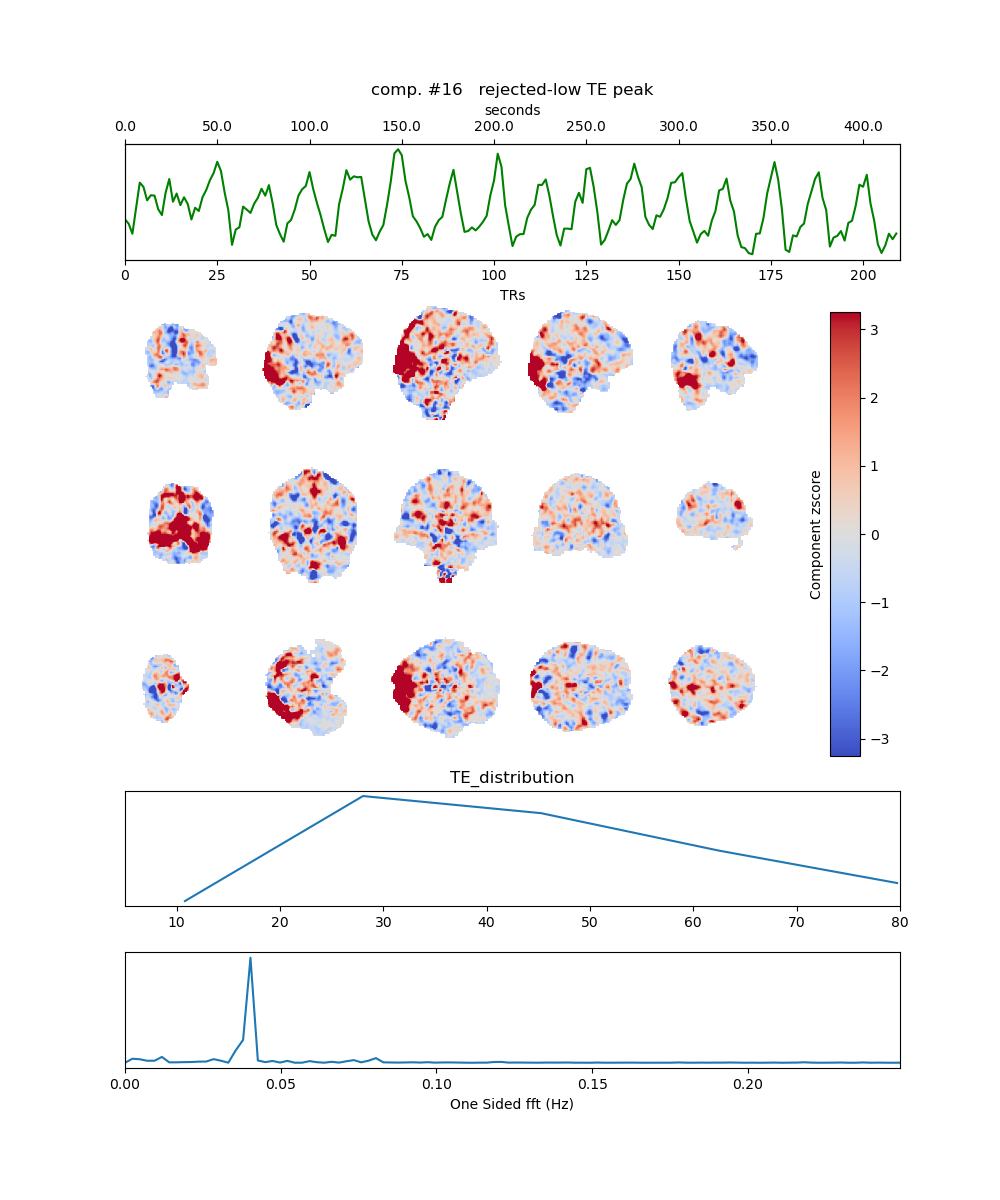 comp. #16   rejected-low TE peak
seconds
0.0 50.0 100.0 150.0 200.0 250.0 300.0 350.0 400.0
0 25 50 75 100 125 150 175 200
TRs
3
2
1
0
−1
−2
−3
Component zscore
TE_distribution
10 20 30 40 50 60 70 80
0.00 0.05 0.10 0.15 0.20
One Sided fft (Hz)